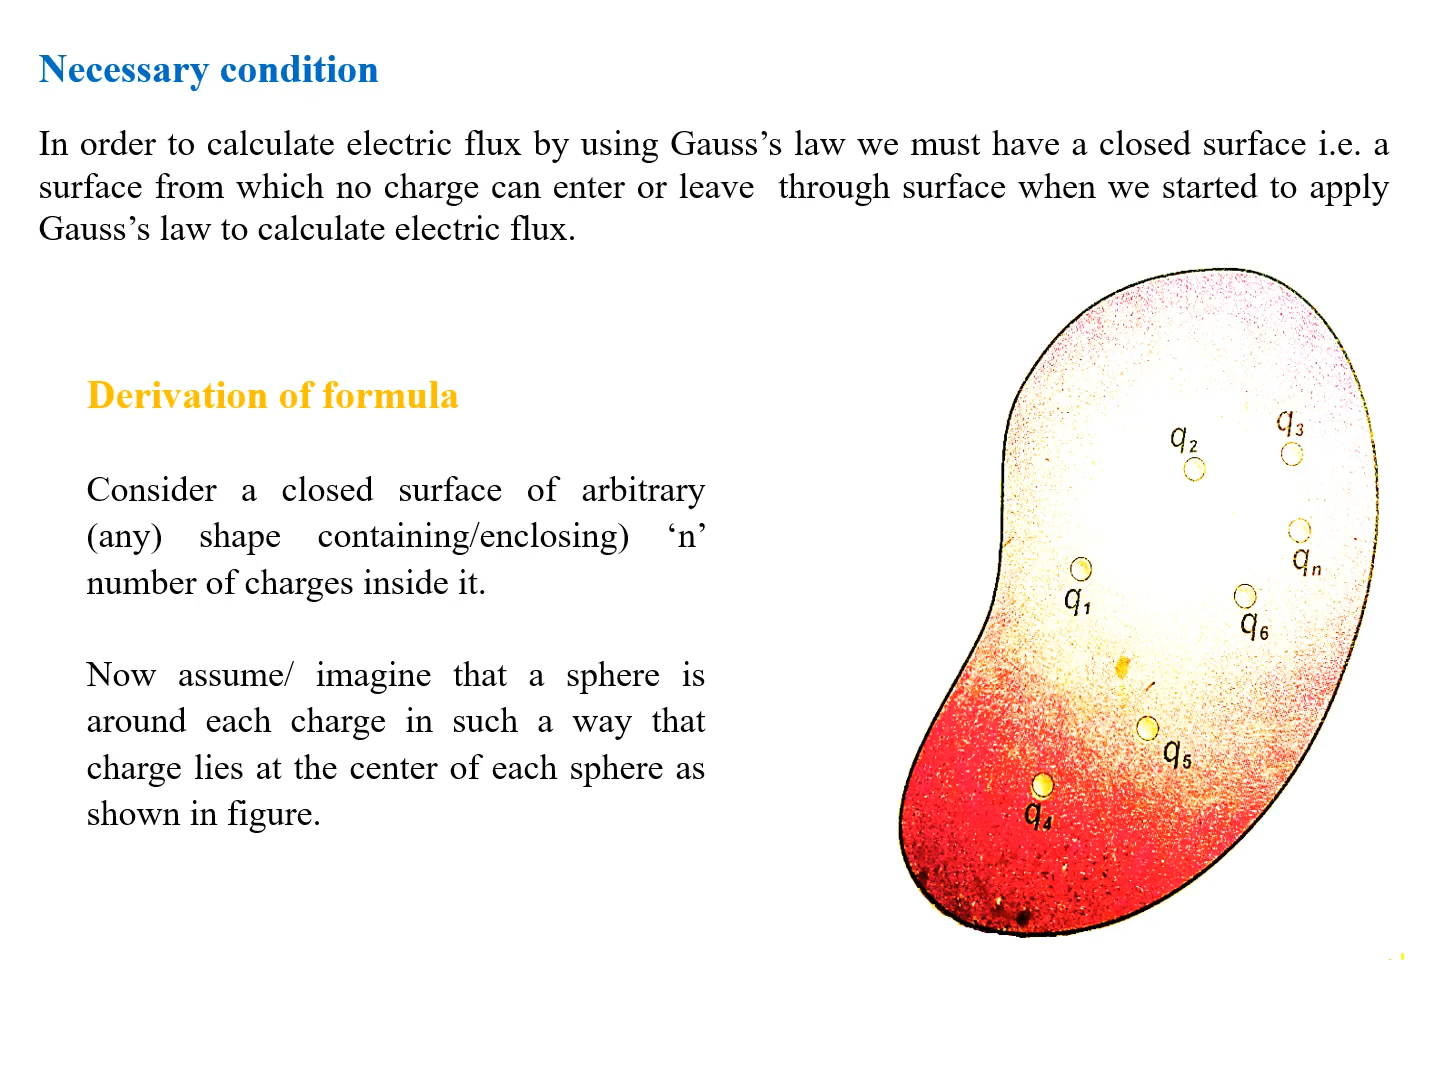 Necessary condition
In order to calculate electric flux by using Gauss’s law we must have a closed surface i.e. a
surface from which no charge can enter or leave  through surface when we started to apply
Gauss’s law to calculate electric flux.
Derivation of formula
Consider a closed surface of arbitrary
(any) shape containing/enclosing) ‘n’
number of charges inside it.
Now assume/ imagine that a sphere is
around each charge in such a way that
charge lies at the center of each sphere as
shown in figure.
q₂
q₃
qₙ
q₁
q₆
q₅
q₄